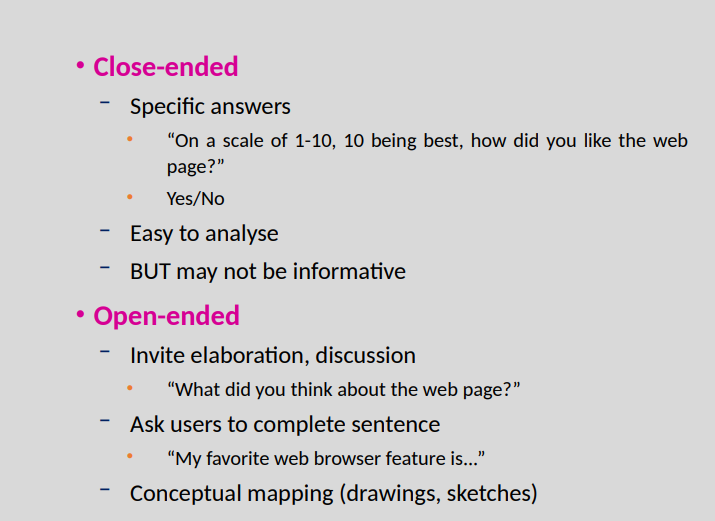 • Close-ended
– Specific answers
• “On a scale of 1-10, 10 being best, how did you like the web
page?”
• Yes/No
– Easy to analyse
– BUT may not be informative
• Open-ended
– Invite elaboration, discussion
• “What did you think about the web page?”
– Ask users to complete sentence
• “My favorite web browser feature is...”
– Conceptual mapping (drawings, sketches)